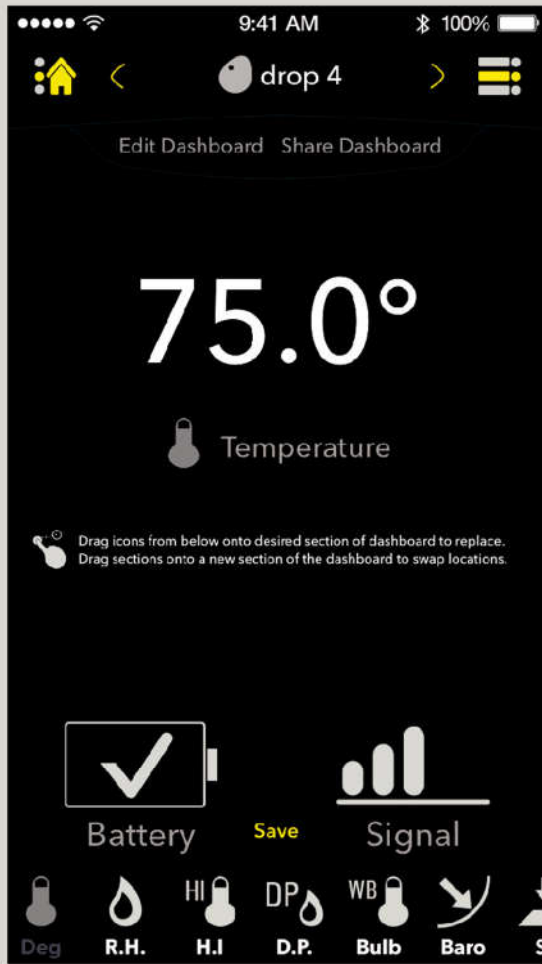 9:41 AM 100%
drop 4
Edit Dashboard Share Dashboard
75.0°
Temperature
Drag icons from below onto desired section of dashboard to replace.
Drag sections onto a new section of the dashboard to swap locations.
Battery Save Signal
HI DP WB
Deg R.H. H.I D.P. Bulb Baro